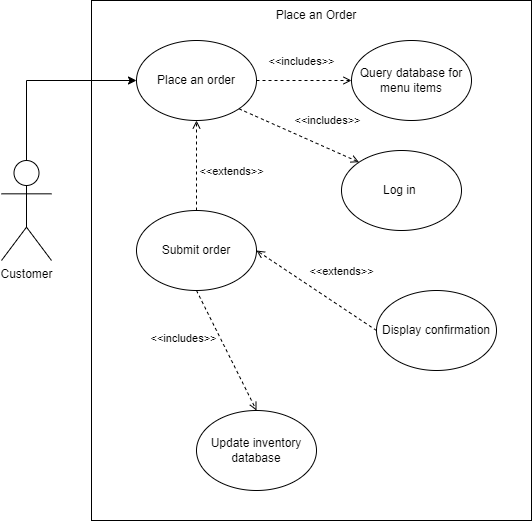 Place an Order
<<includes>>
Place an order
Query database for
menu items
<<includes>>
<<extends>>
Log in
Submit order
Customer
<<extends>>
Display confirmation
<<includes>>
Update inventory
database